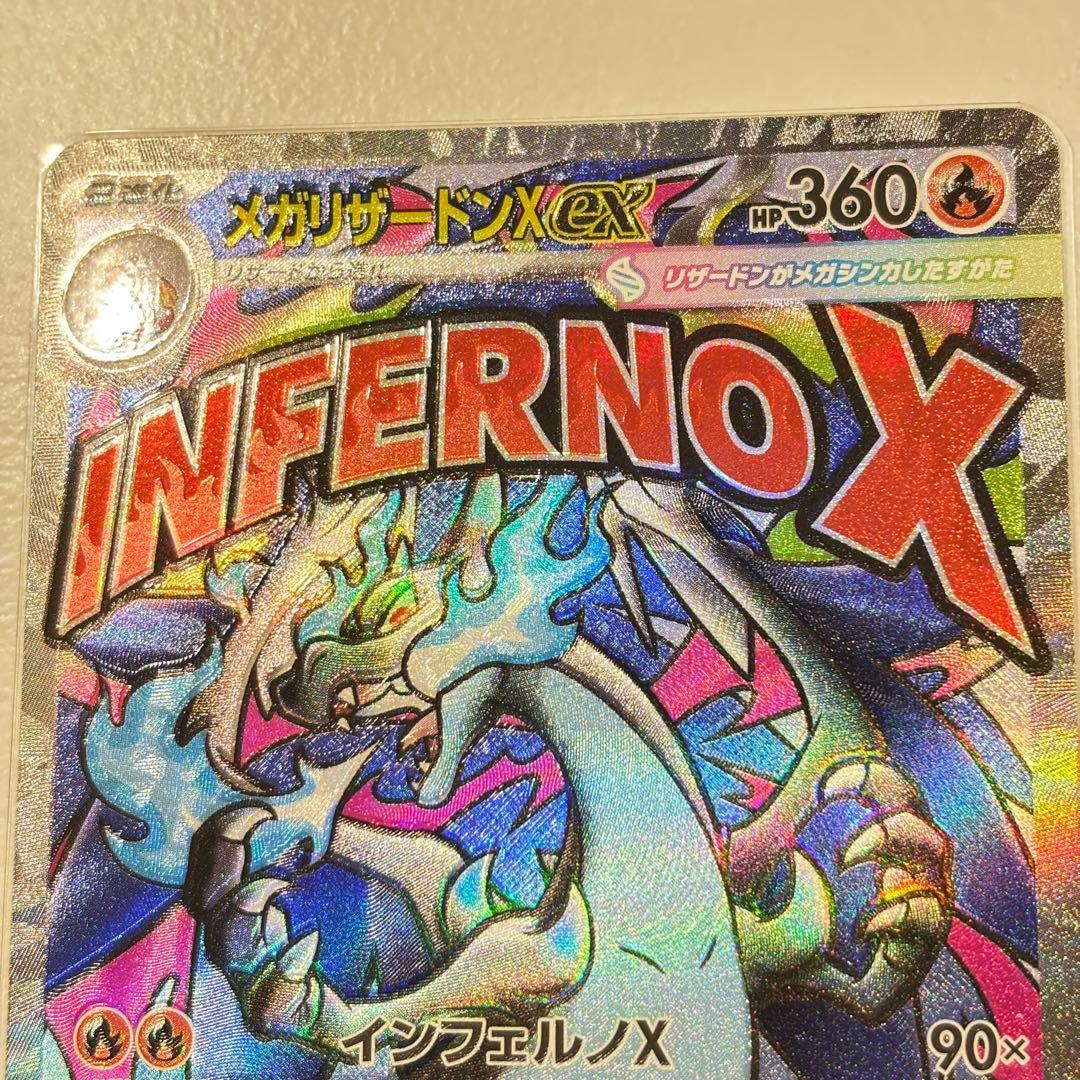 2進化
メガリザードンXex
HP360
リザードから進化
リザードンがメガシンカしたすがた
INFERNO X
インフェルノX 90×